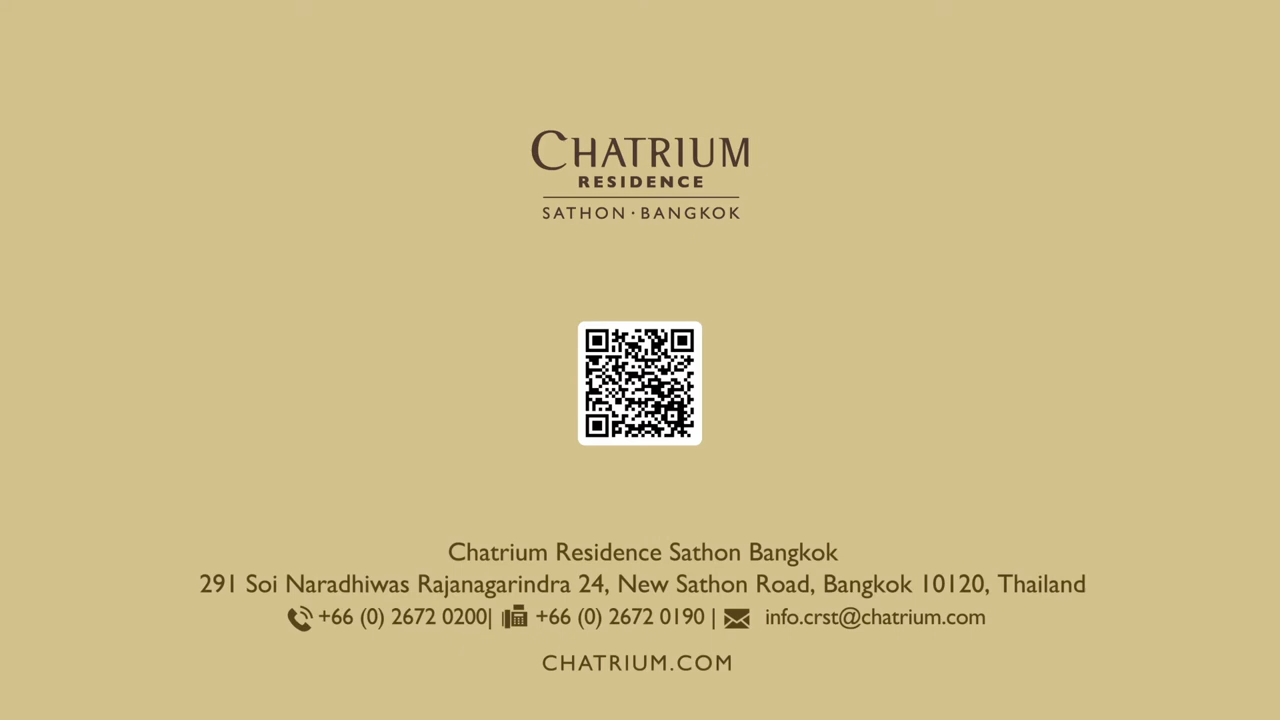 CHATRIUM
RESIDENCE
SATHON·BANGKOK
Chatrium Residence Sathon Bangkok
291 Soi Naradhiwas Rajanagarindra 24, New Sathon Road, Bangkok 10120, Thailand
+66 (0) 2672 0200| +66 (0) 2672 0190 | info.crst@chatrium.com
CHATRIUM.COM